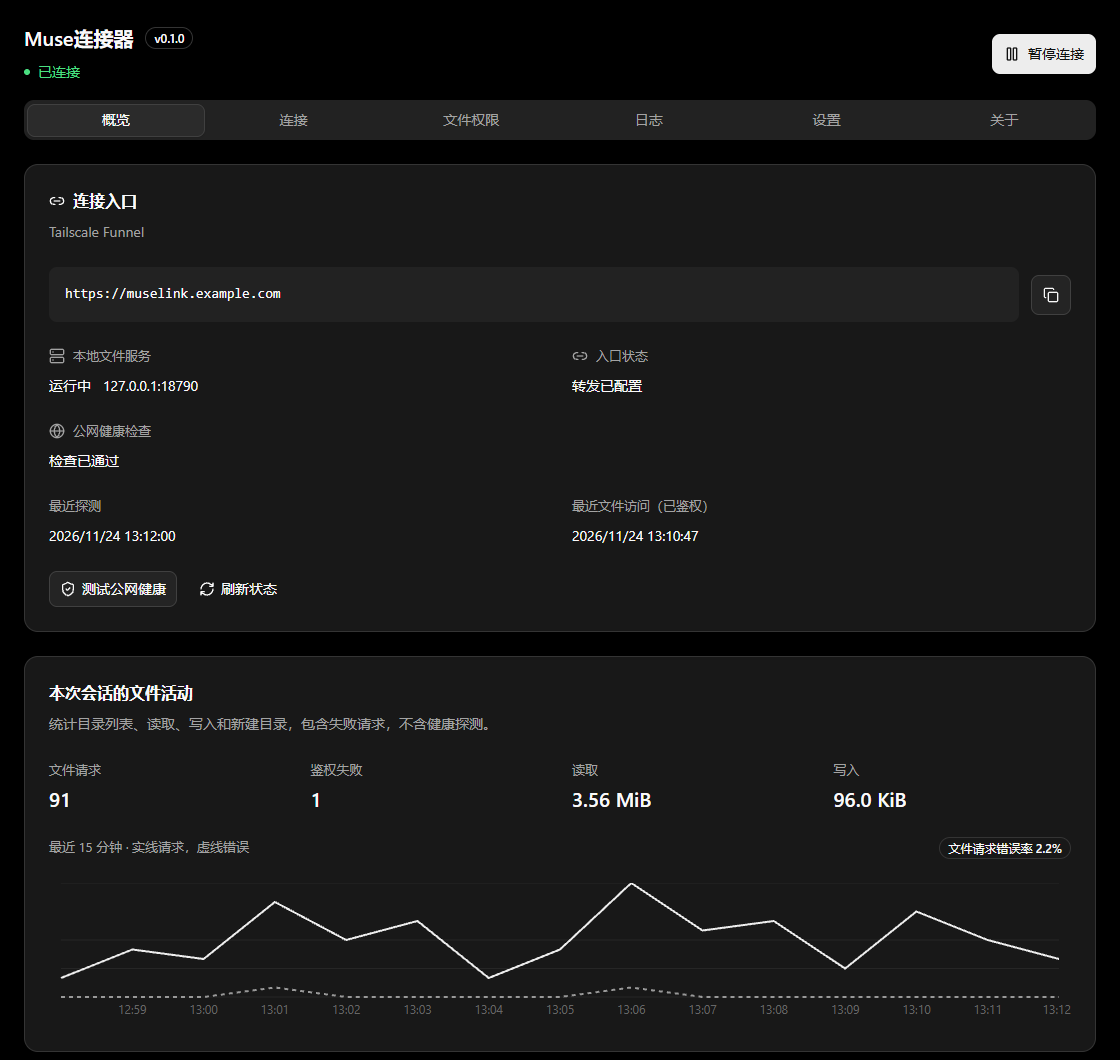 Muse连接器 v0.1.0
已连接
暂停连接
概览 连接 文件权限 日志 设置 关于
连接入口
Tailscale Funnel
https://muselink.example.com
本地文件服务 入口状态
运行中 127.0.0.1:18790 转发已配置
公网健康检查
检查已通过
最近探测 最近文件访问（已鉴权）
2026/11/24 13:12:00 2026/11/24 13:10:47
测试公网健康 刷新状态
本次会话的文件活动
统计目录列表、读取、写入和新建目录，包含失败请求，不含健康探测。
文件请求 鉴权失败 读取 写入
91 1 3.56 MiB 96.0 KiB
最近 15 分钟 · 实线请求，虚线错误 文件请求错误率 2.2%
12:59 13:00 13:01 13:02 13:03 13:04 13:05 13:06 13:07 13:08 13:09 13:10 13:11 13:12